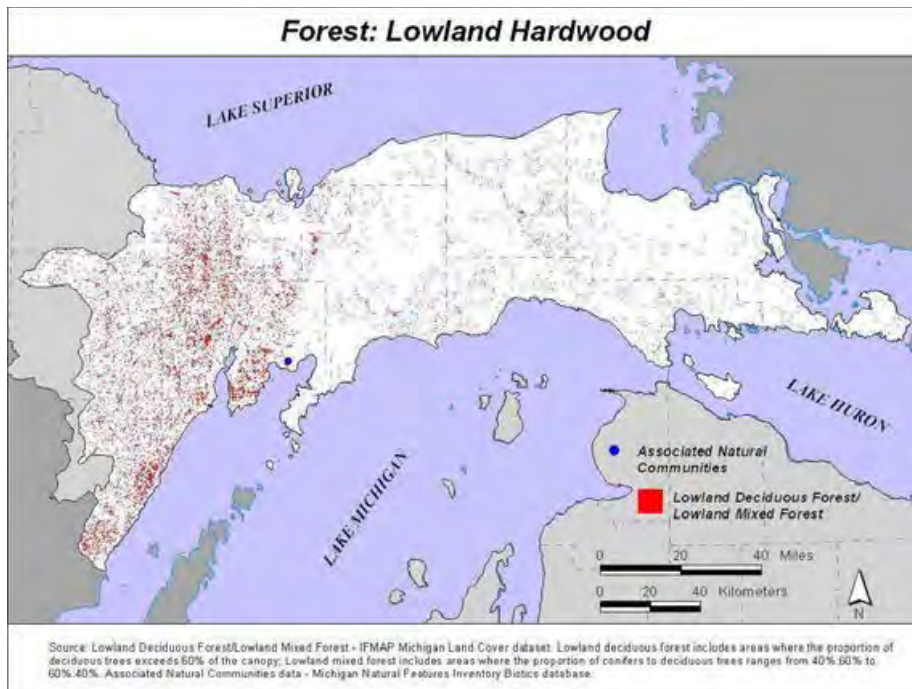 Forest: Lowland Hardwood
LAKE SUPERIOR
LAKE HURON
LAKE MICHIGAN
Associated Natural
Communities
Lowland Deciduous Forest/
Lowland Mixed Forest
0 20 40 Miles
0 20 40 Kilometers
N
Source: Lowland Deciduous Forest/Lowland Mixed Forest - IFMAP Michigan Land Cover dataset. Lowland deciduous forest includes areas where the proportion of
deciduous trees exceeds 60% of the canopy; Lowland mixed forest includes areas where the proportion of conifers to deciduous trees ranges from 40%:60% to
60%:40%. Associated Natural Communities data - Michigan Natural Features Inventory Biotics database.